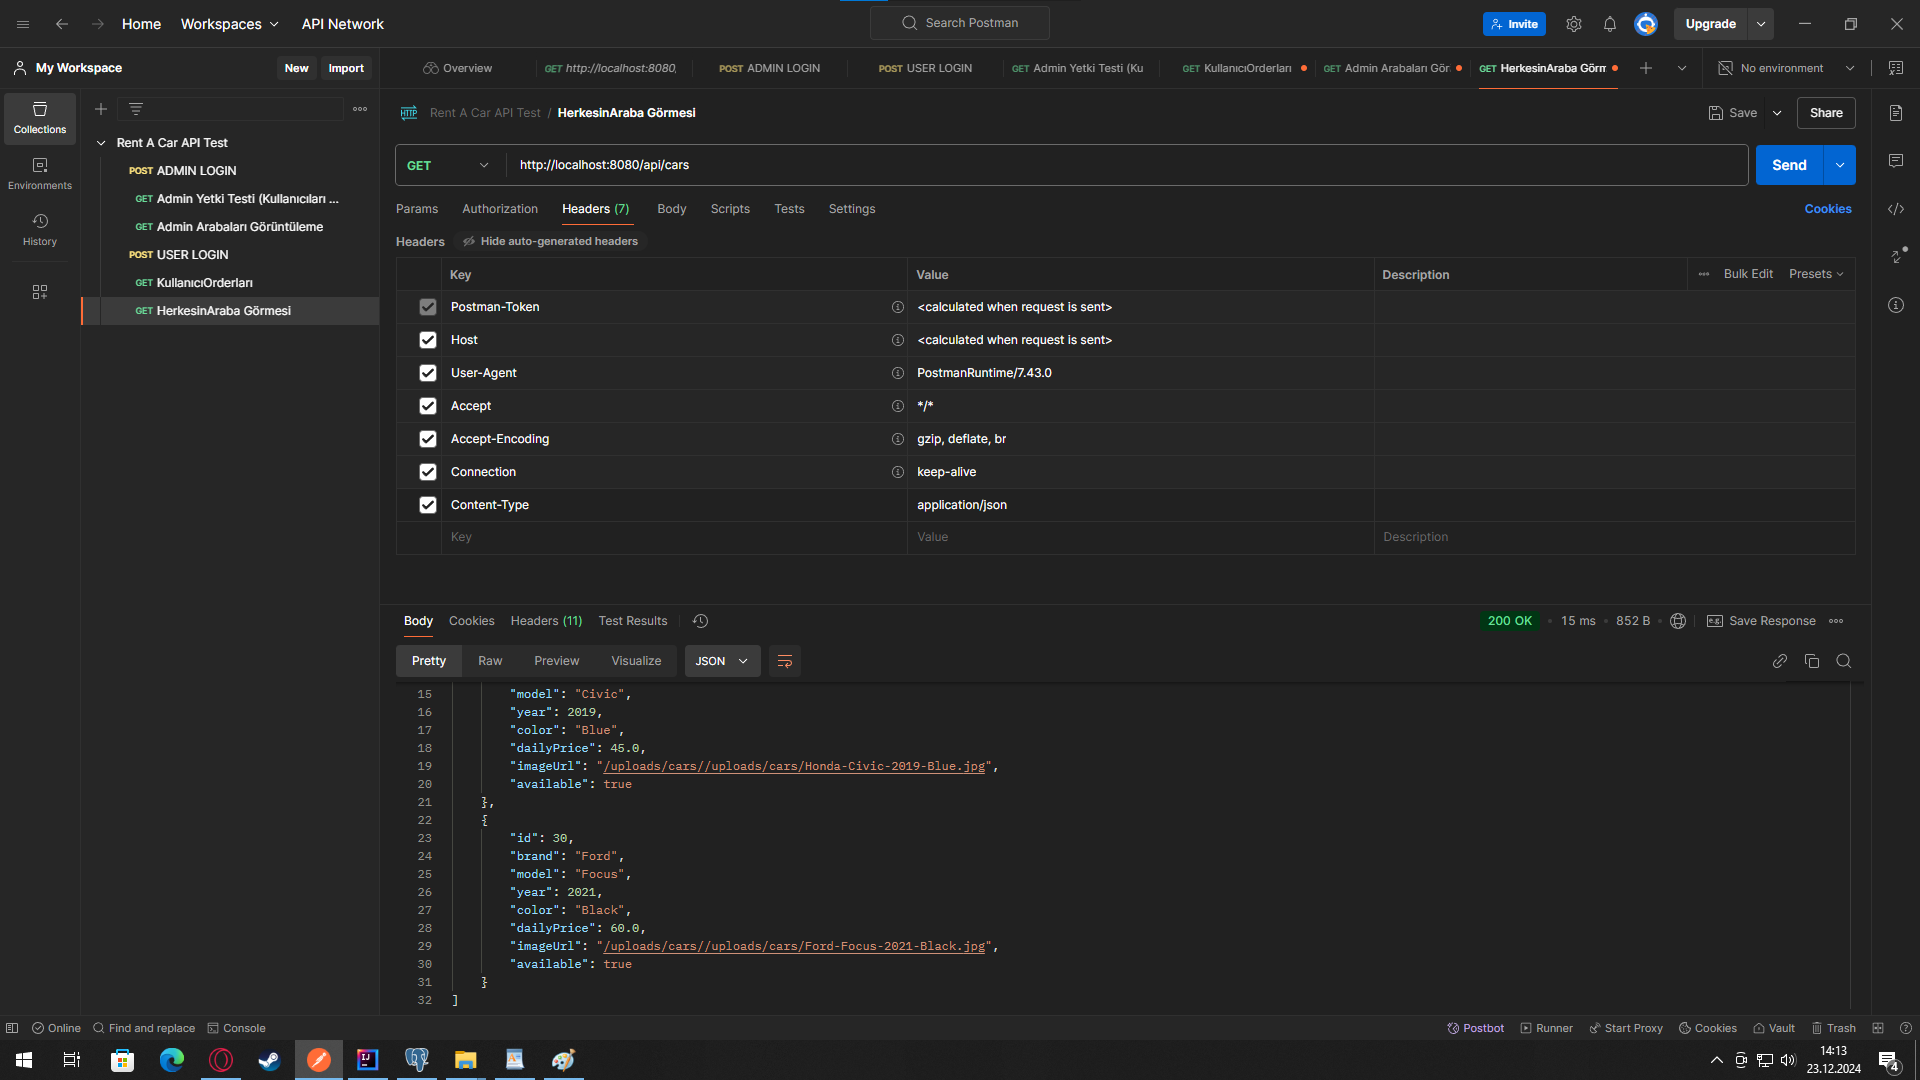 Home Workspaces API Network
Search Postman
Invite
Upgrade
My Workspace New Import
Overview GET http://localhost:8080, POST ADMIN LOGIN POST USER LOGIN GET Admin Yetki Testi (Ku GET KullanıcıOrderları GET Admin Arabaları Gör GET HerkesinAraba Görm No environment
Collections
Environments
History
Rent A Car API Test
POST ADMIN LOGIN
GET Admin Yetki Testi (Kullanıcıları ...
GET Admin Arabaları Görüntüleme
POST USER LOGIN
GET KullanıcıOrderları
GET HerkesinAraba Görmesi
HTTP Rent A Car API Test / HerkesinAraba Görmesi
Save Share
GET http://localhost:8080/api/cars Send
Params Authorization Headers (7) Body Scripts Tests Settings Cookies
Headers Hide auto-generated headers
Key Value Description Bulk Edit Presets
Postman-Token <calculated when request is sent>
Host <calculated when request is sent>
User-Agent PostmanRuntime/7.43.0
Accept */*
Accept-Encoding gzip, deflate, br
Connection keep-alive
Content-Type application/json
Key Value Description
Body Cookies Headers (11) Test Results 200 OK 15 ms 852 B e.g. Save Response
Pretty Raw Preview Visualize JSON
15 "model": "Civic",
16 "year": 2019,
17 "color": "Blue",
18 "dailyPrice": 45.0,
19 "imageUrl": "/uploads/cars//uploads/cars/Honda-Civic-2019-Blue.jpg",
20 "available": true
21 },
22 {
23 "id": 30,
24 "brand": "Ford",
25 "model": "Focus",
26 "year": 2021,
27 "color": "Black",
28 "dailyPrice": 60.0,
29 "imageUrl": "/uploads/cars//uploads/cars/Ford-Focus-2021-Black.jpg",
30 "available": true
31 }
32 ]
Online Find and replace Console Postbot Runner Start Proxy Cookies Vault Trash
IJ
14:13
23.12.2024
4